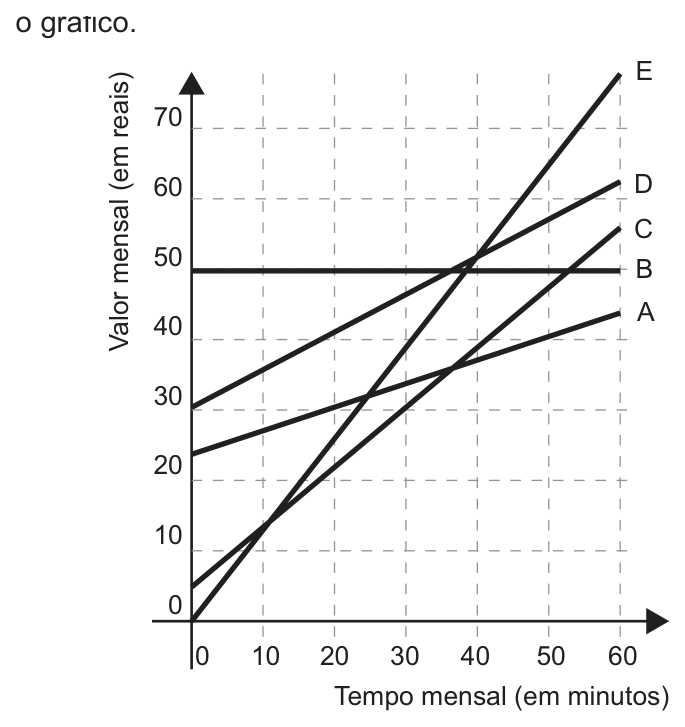 o gráfico.
Valor mensal (em reais)
70
60
50
40
30
20
10
0
E
D
C
B
A
0 10 20 30 40 50 60
Tempo mensal (em minutos)